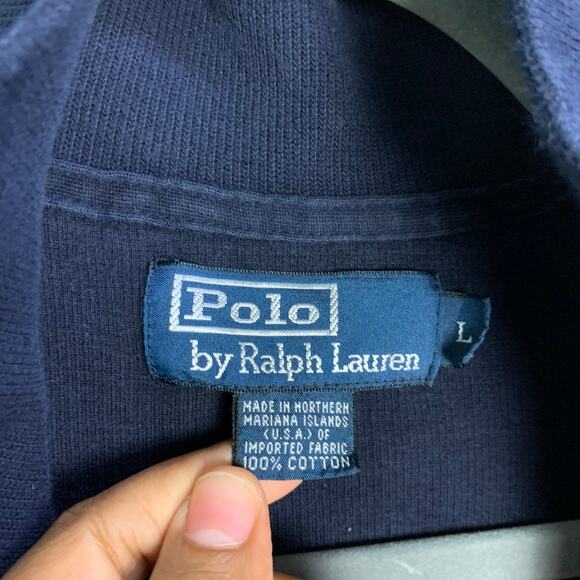 Polo
by Ralph Lauren
L
MADE IN NORTHERN
MARIANA ISLANDS
(U.S.A.) OF
IMPORTED FABRIC
100% COTTON